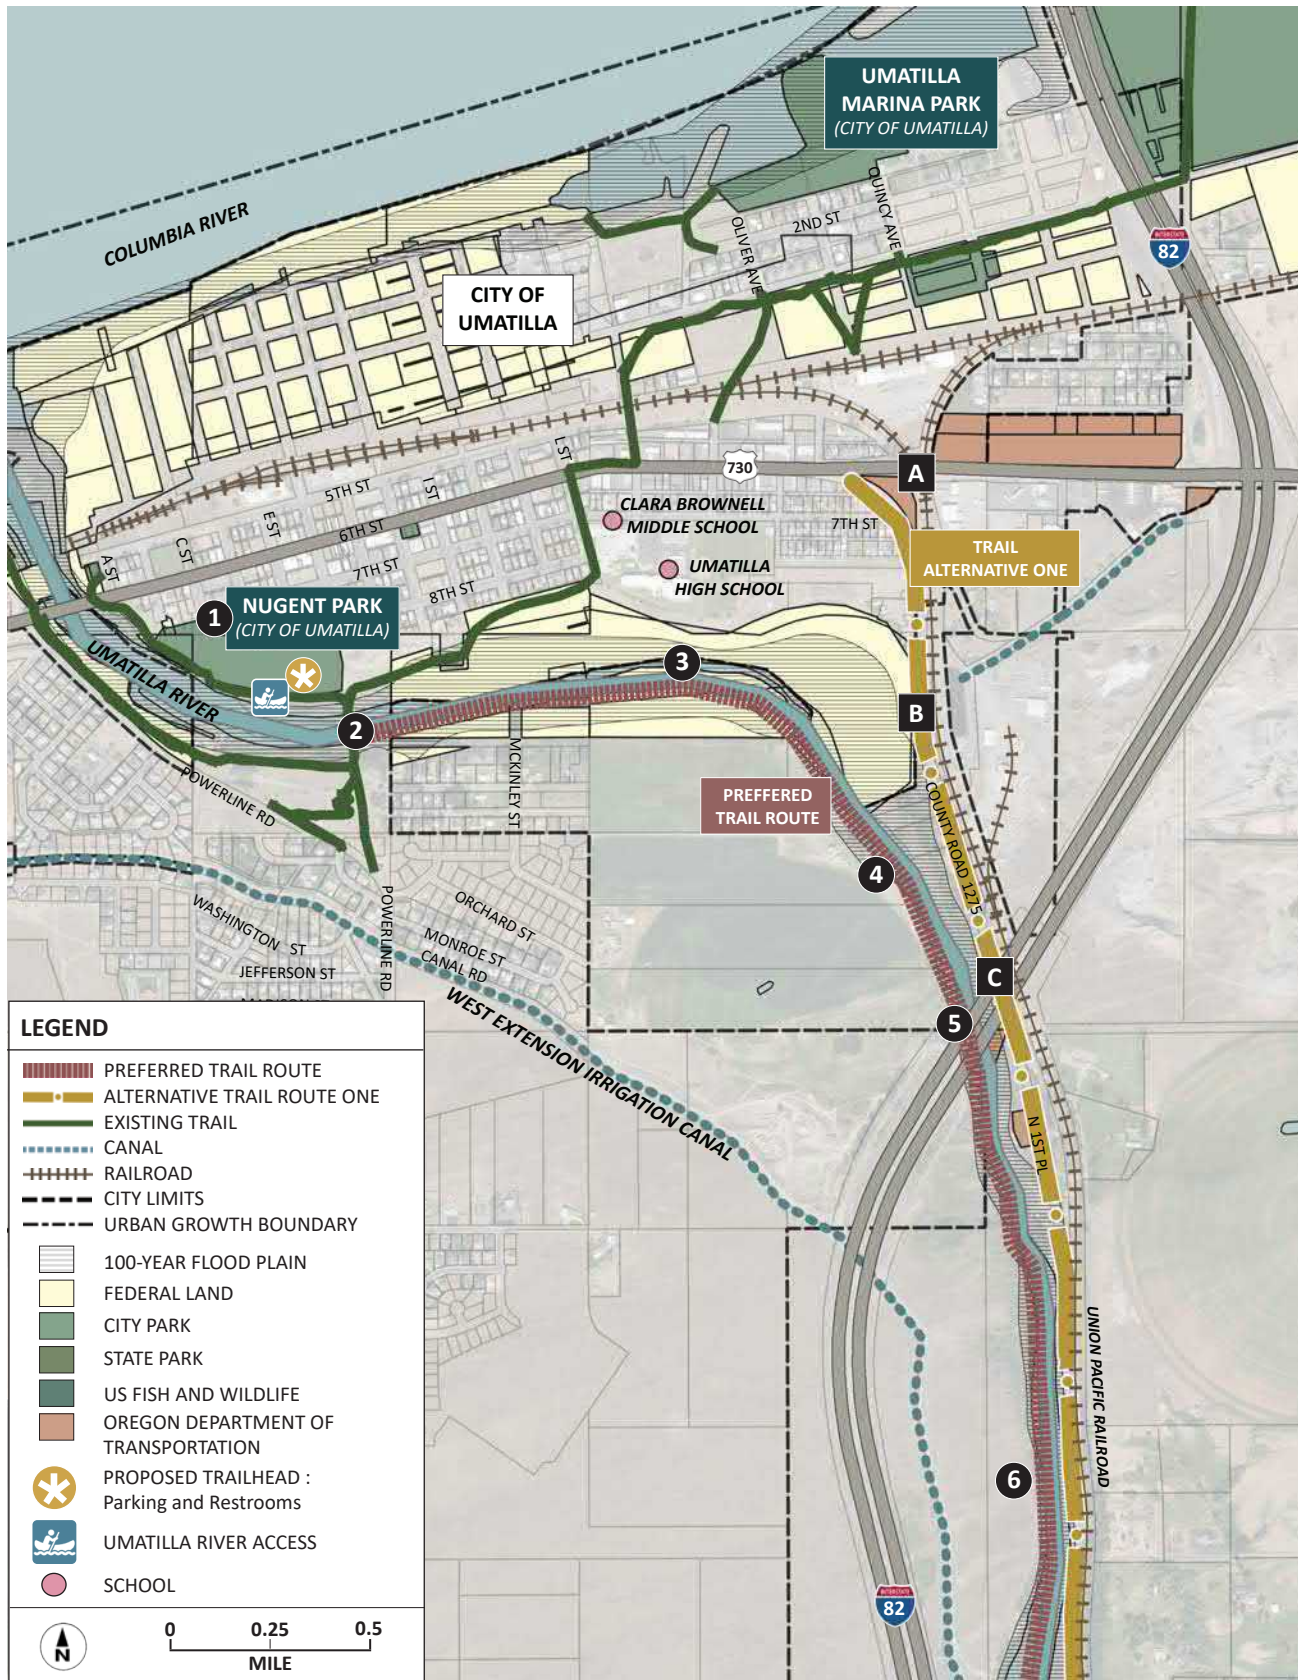 UMATILLA
MARINA PARK
(CITY OF UMATILLA)
COLUMBIA RIVER
QUINCY AVE
2ND ST
OLIVER AVE
INTERSTATE
82
CITY OF
UMATILLA
L ST
730
A
5TH ST
I ST
E ST
6TH ST
C ST
A ST
7TH ST
8TH ST
CLARA BROWNELL
MIDDLE SCHOOL
7TH ST
UMATILLA
HIGH SCHOOL
TRAIL
ALTERNATIVE ONE
1
NUGENT PARK
(CITY OF UMATILLA)
UMATILLA RIVER
3
2
B
MCKINLEY ST
POWERLINE RD
PREFFERED
TRAIL ROUTE
COUNTY ROAD 1275
4
POWERLINE RD
ORCHARD ST
WASHINGTON ST
MONROE ST
CANAL RD
JEFFERSON ST
C
WEST EXTENSION IRRIGATION CANAL
5
N 1ST PL
UNION PACIFIC RAILROAD
6
INTERSTATE
82
LEGEND
PREFERRED TRAIL ROUTE
ALTERNATIVE TRAIL ROUTE ONE
EXISTING TRAIL
CANAL
RAILROAD
CITY LIMITS
URBAN GROWTH BOUNDARY
100-YEAR FLOOD PLAIN
FEDERAL LAND
CITY PARK
STATE PARK
US FISH AND WILDLIFE
OREGON DEPARTMENT OF
TRANSPORTATION
PROPOSED TRAILHEAD :
Parking and Restrooms
UMATILLA RIVER ACCESS
SCHOOL
N
0 0.25 0.5
MILE